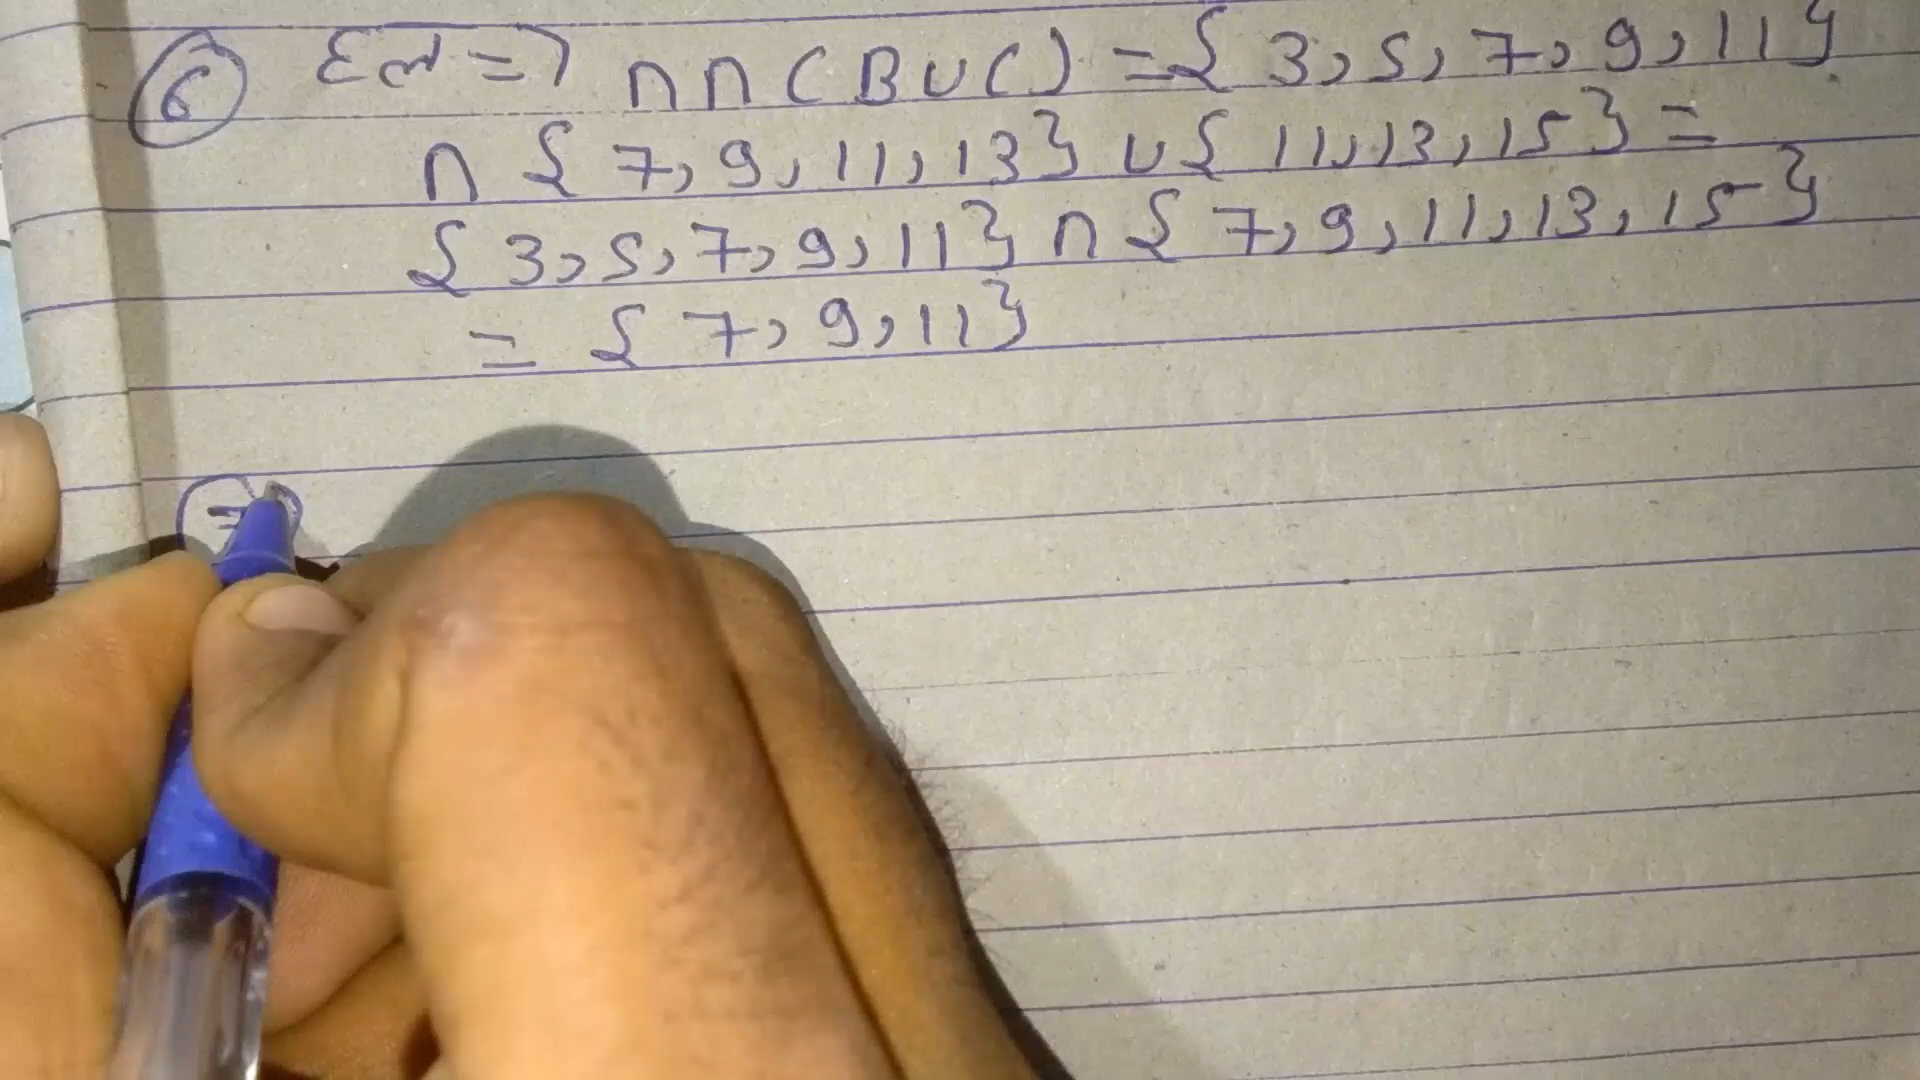 6 हल => ∩ ∩ (B ∪ C) = {3, 5, 7, 9, 11}
∩ {7, 9, 11, 13} ∪ {11, 13, 15} =
{3, 5, 7, 9, 11} ∩ {7, 9, 11, 13, 15}
= {7, 9, 11}
7